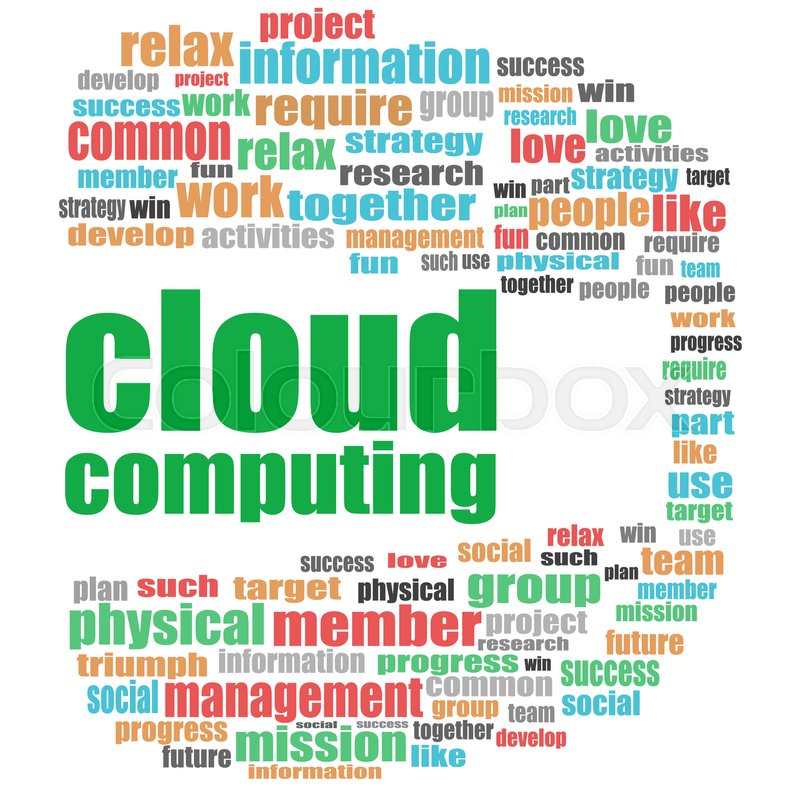 project
relax information success
develop project mission win
success work require group research
common relax strategy love love
activities
member fun research
strategy win work together win part strategy target
plan people like
develop activities management fun common require
fun such use physical fun team
together people people
cloud
work
progress
require
colourbox
strategy
part
like
computing
use
target
relax win use
success love social such plan team
plan such target physical group member
mission
physical member project
research future
triumph information progress win success
social management common
group team social
progress social success together develop
future mission like
information